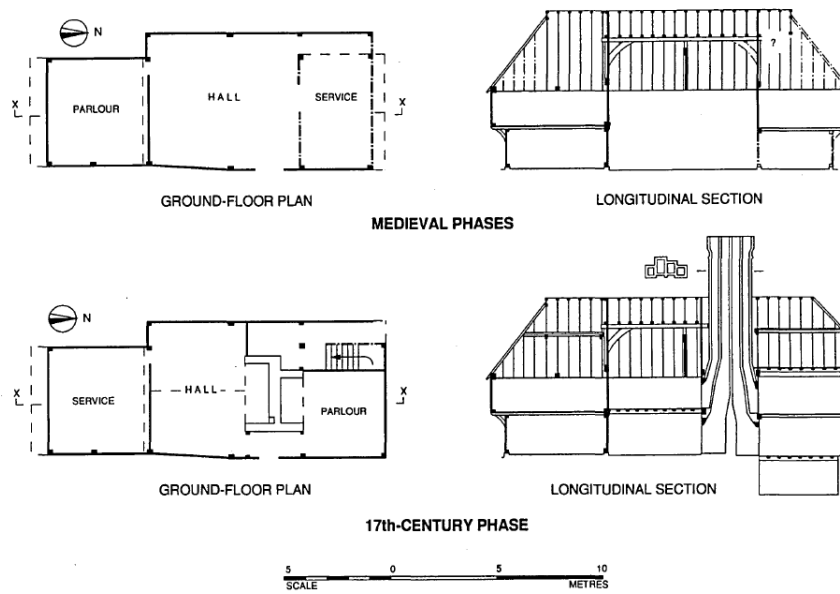 N
X PARLOUR HALL SERVICE X
?
GROUND-FLOOR PLAN
LONGITUDINAL SECTION
MEDIEVAL PHASES
N
X SERVICE HALL PARLOUR X
GROUND-FLOOR PLAN
LONGITUDINAL SECTION
17th-CENTURY PHASE
5 0 5 10
SCALE METRES